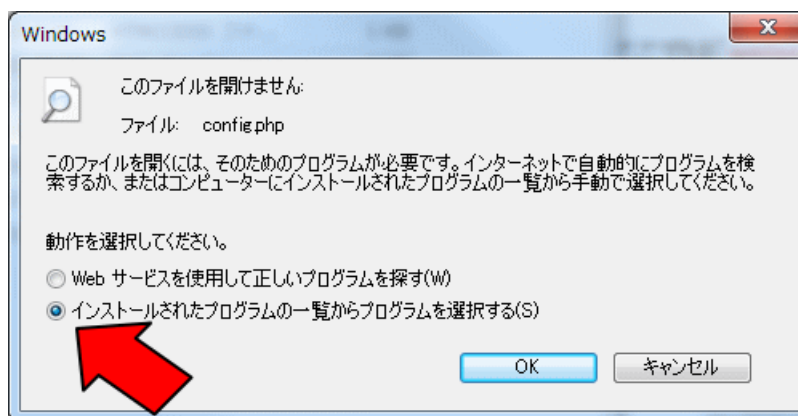 Windows
このファイルを開けません:
ファイル: config.php
このファイルを開くには、そのためのプログラムが必要です。インターネットで自動的にプログラムを検
索するか、またはコンピューターにインストールされたプログラムの一覧から手動で選択してください。
動作を選択してください。
Web サービスを使用して正しいプログラムを探す(W)
インストールされたプログラムの一覧からプログラムを選択する(S)
OK キャンセル